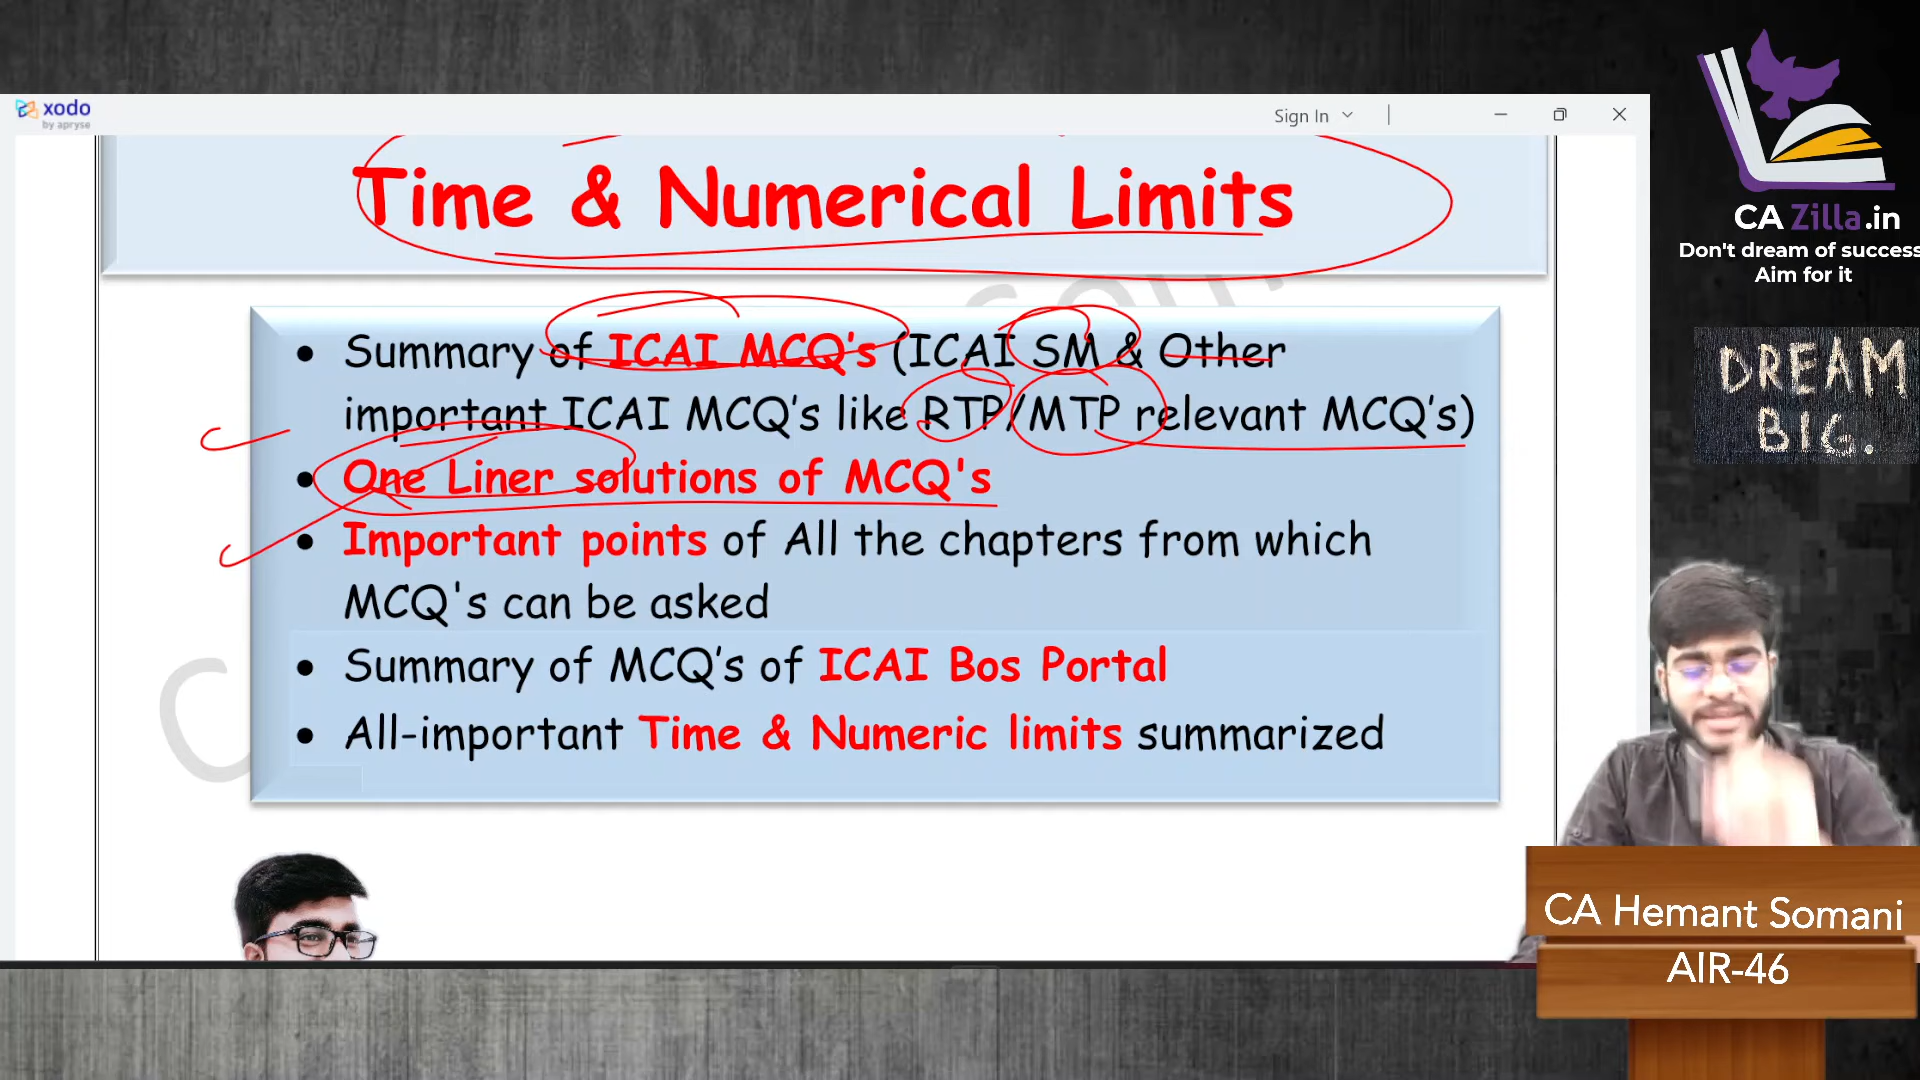 xodo
by apryse
Sign In
Time & Numerical Limits
• Summary of ICAI MCQ's (ICAI SM & Other
important ICAI MCQ's like RTP/MTP relevant MCQ's)
• One Liner solutions of MCQ's
• Important points of All the chapters from which
MCQ's can be asked
• Summary of MCQ's of ICAI Bos Portal
• All-important Time & Numeric limits summarized
CA Zilla.in
Don't dream of success
Aim for it
DREAM
BIG.
CA Hemant Somani
AIR-46